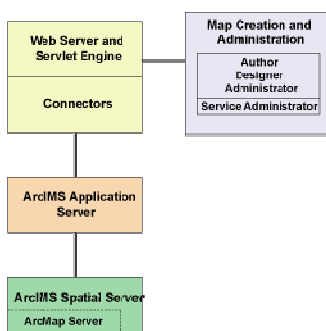 Web Server and
Servlet Engine
Connectors
Map Creation and
Administration
Author
Designer
Administrator
Service Administrator
ArcIMS Application
Server
ArcIMS Spatial Server
ArcMap Server